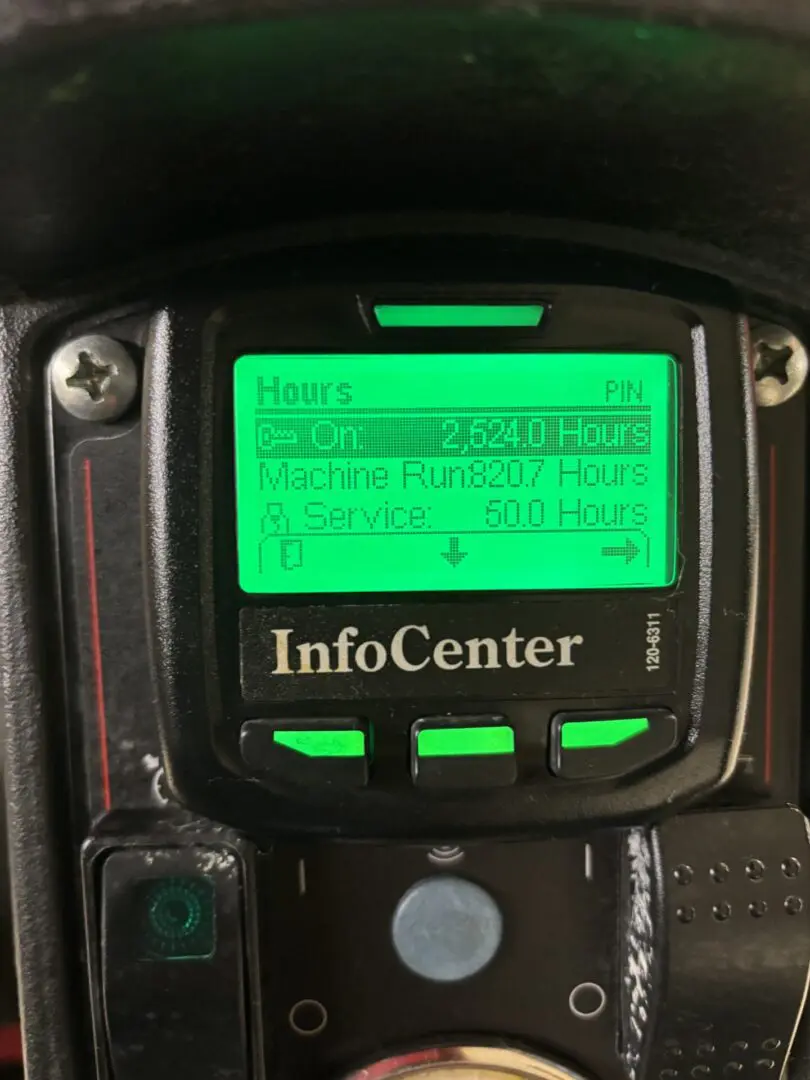 Hours PIN
On: 2,524.0 Hours
Machine Run820.7 Hours
Service: 50.0 Hours
InfoCenter
120-6311